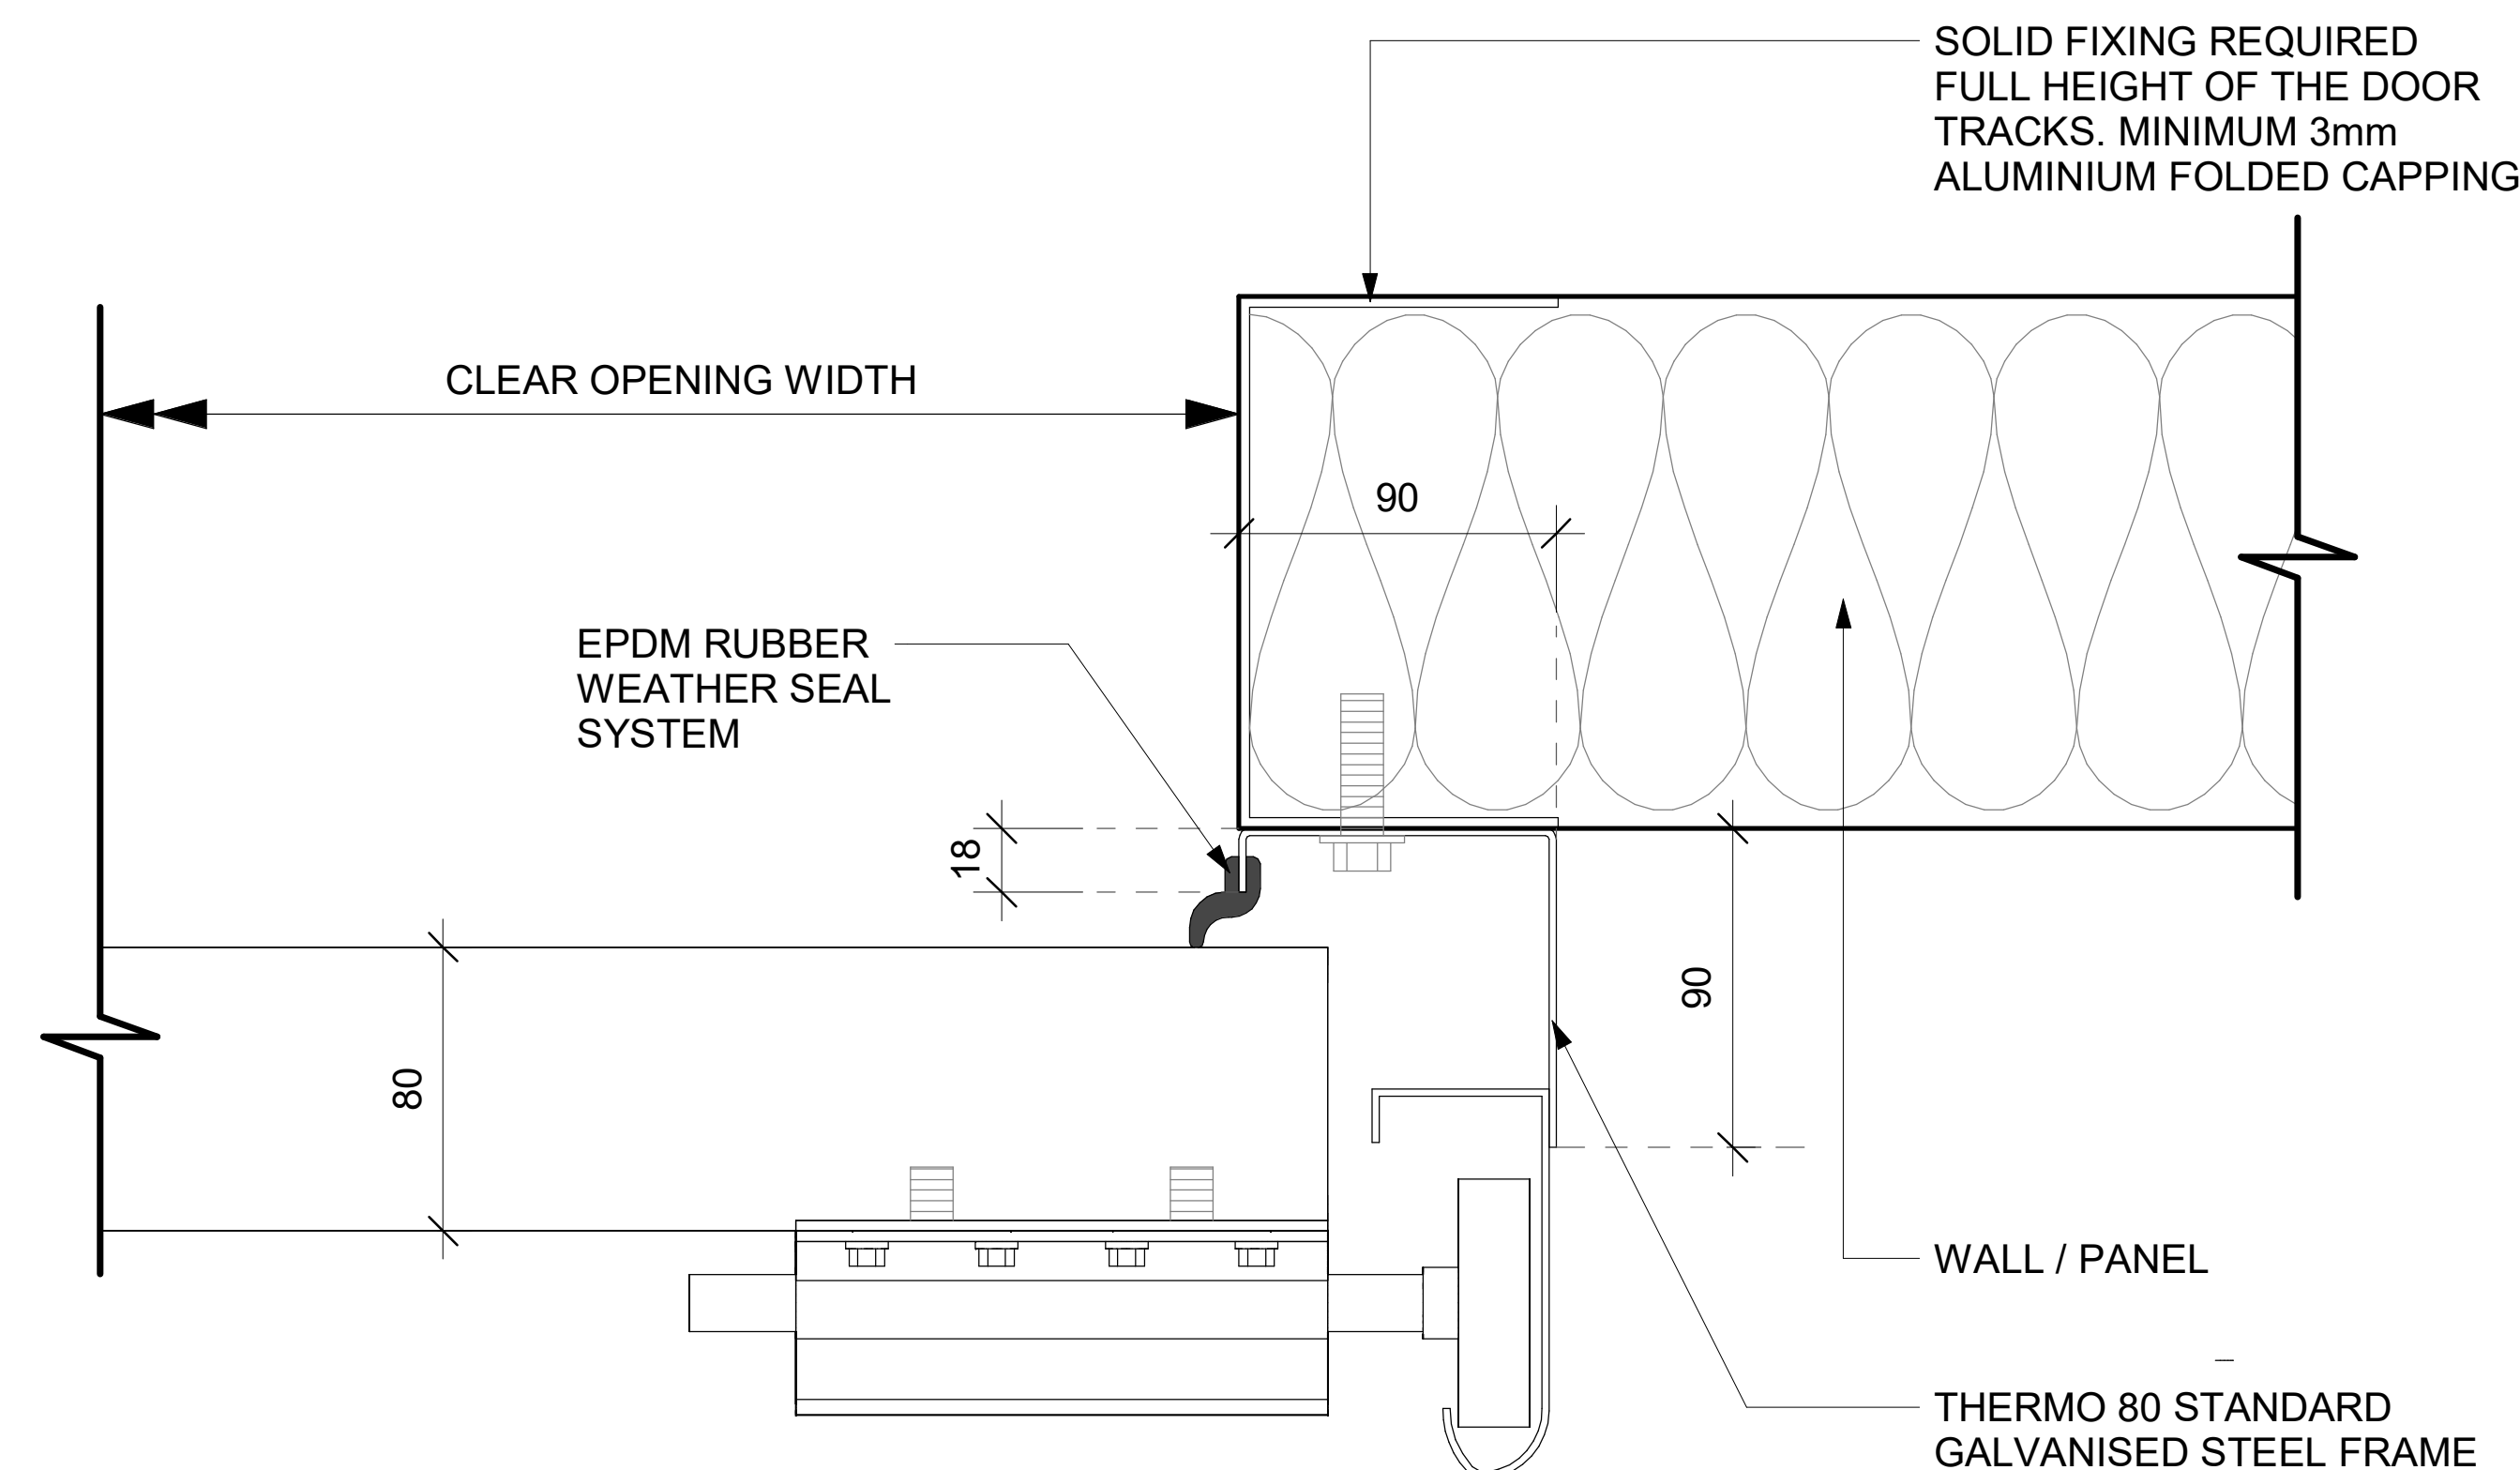 SOLID FIXING REQUIRED
FULL HEIGHT OF THE DOOR
TRACKS. MINIMUM 3mm
ALUMINIUM FOLDED CAPPING
CLEAR OPENING WIDTH
90
EPDM RUBBER
WEATHER SEAL
SYSTEM
18
90
80
WALL / PANEL
THERMO 80 STANDARD
GALVANISED STEEL FRAME